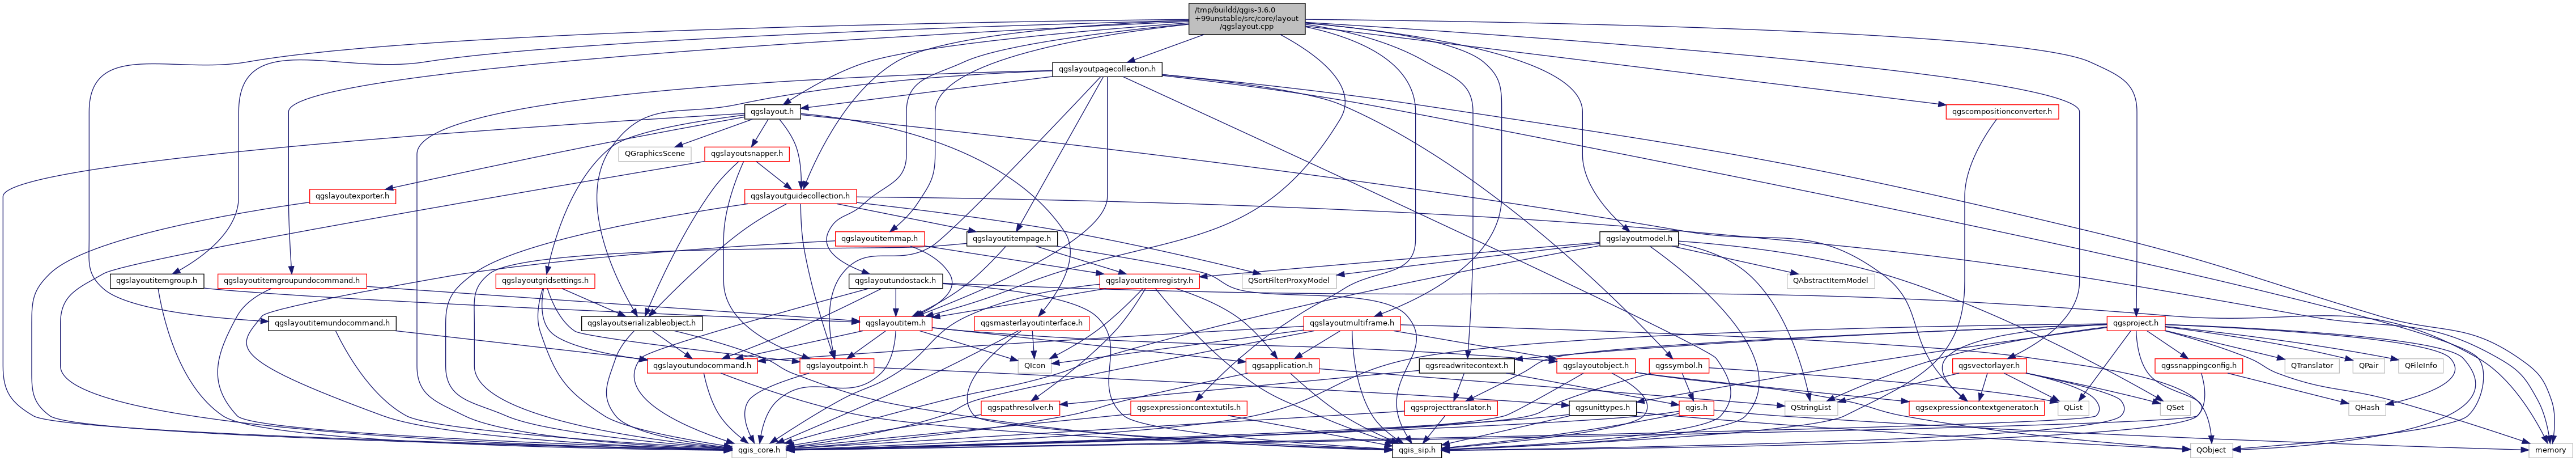 /tmp/buildd/qgis-3.6.0
+99unstable/src/core/layout
/qgslayout.cpp
qgslayoutpagecollection.h
qgslayout.h
qgscompositionconverter.h
QGraphicsScene
qgslayoutsnapper.h
qgslayoutexporter.h
qgslayoutguidecollection.h
qgslayoutitemmap.h
qgslayoutitempage.h
qgslayoutmodel.h
qgslayoutitemgroup.h
qgslayoutitemgroupundocommand.h
qgslayoutgridsettings.h
qgslayoutundostack.h
qgslayoutitemregistry.h
QSortFilterProxyModel
QAbstractItemModel
qgslayoutitemundocommand.h
qgslayoutserializableobject.h
qgslayoutitem.h
qgsmasterlayoutinterface.h
qgslayoutmultiframe.h
qgsproject.h
qgslayoutundocommand.h
qgslayoutpoint.h
QIcon
qgsapplication.h
qgsreadwritecontext.h
qgslayoutobject.h
qgssymbol.h
qgsvectorlayer.h
qgssnappingconfig.h
QTranslator
QPair
QFileInfo
qgspathresolver.h
qgsexpressioncontextutils.h
qgsprojecttranslator.h
qgsunittypes.h
qgis.h
QStringList
qgsexpressioncontextgenerator.h
QList
QSet
QHash
qgis_core.h
qgis_sip.h
QObject
memory